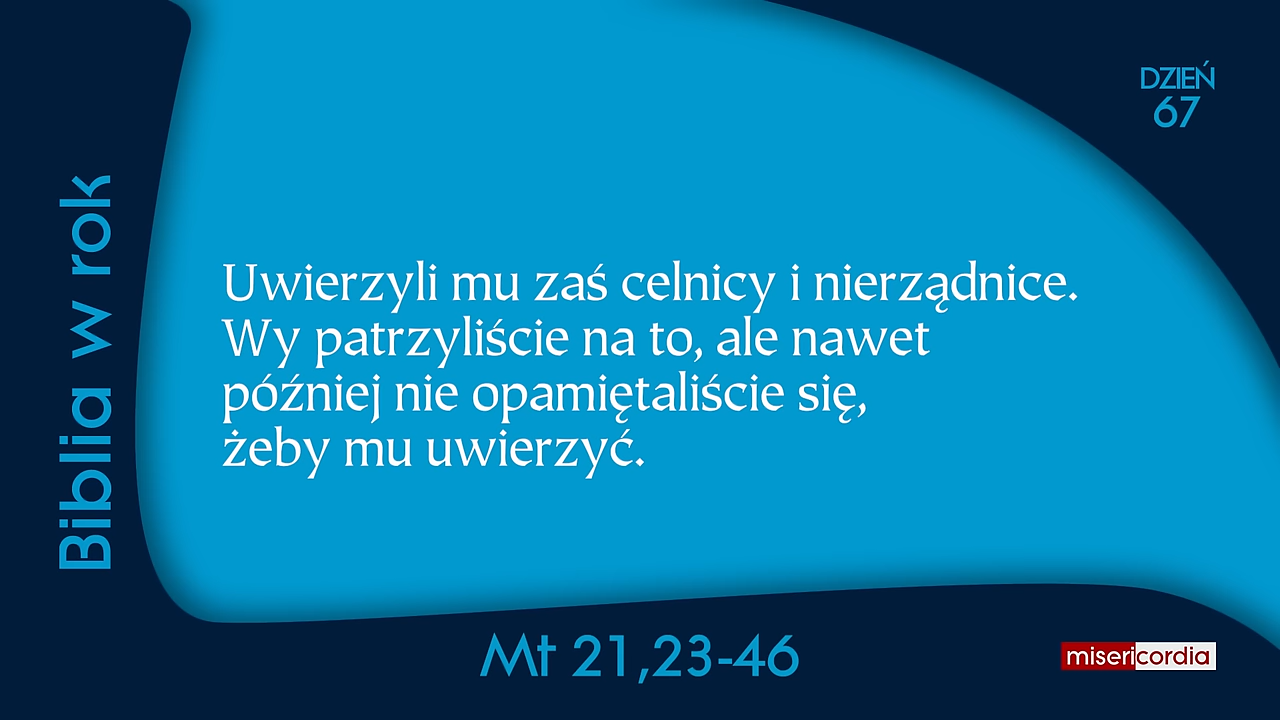 DZIEŃ
67
Biblia w rok
Uwierzyli mu zaś celnicy i nierządnice.
Wy patrzyliście na to, ale nawet
później nie opamiętaliście się,
żeby mu uwierzyć.
Mt 21,23-46
misericordia